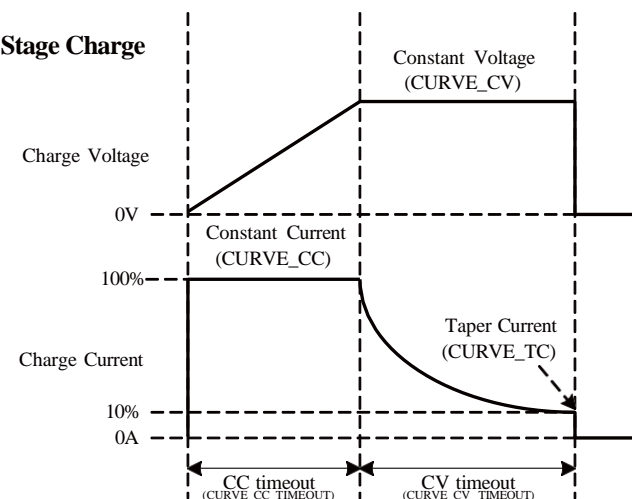 Stage Charge
Constant Voltage
(CURVE_CV)
Charge Voltage
0V
Constant Current
(CURVE_CC)
100%
Taper Current
(CURVE_TC)
Charge Current
10%
0A
CC timeout
(CURVE_CC_TIMEOUT)
CV timeout
(CURVE_CV_TIMEOUT)